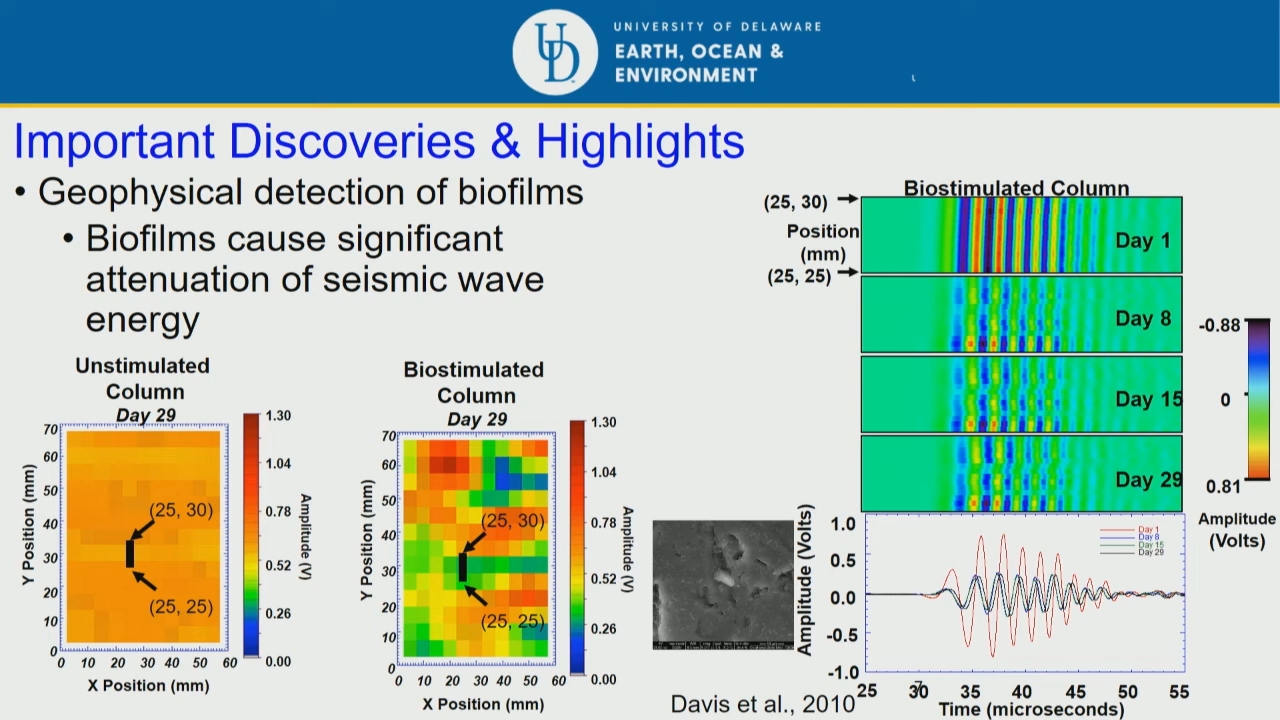 UNIVERSITY OF DELAWARE
EARTH, OCEAN &
ENVIRONMENT
UD
Important Discoveries & Highlights
• Geophysical detection of biofilms
• Biofilms cause significant
attenuation of seismic wave
energy
Unstimulated
Column
Day 29
70
60
50
40
30
20
10
0
Y Position (mm)
(25, 30)
(25, 25)
0 10 20 30 40 50 60
X Position (mm)
1.30
1.04
0.78
0.52
0.26
0.00
Amplitude (V)
Biostimulated
Column
Day 29
70
60
50
40
30
20
10
0
Y Position (mm)
(25, 30)
(25, 25)
0 10 20 30 40 50 60
X Position (mm)
1.30
1.04
0.78
0.52
0.26
0.00
Amplitude (V)
Biostimulated Column
(25, 30)
Position
(mm)
(25, 25)
Day 1
Day 8
Day 15
Day 29
-0.88
0
0.81
Amplitude
(Volts)
Amplitude (Volts)
1.0
0.5
0.0
-0.5
-1.0
Day 1
Day 8
Day 15
Day 29
25 30 35 40 45 50 55
Time (microseconds)
7
Davis et al., 2010